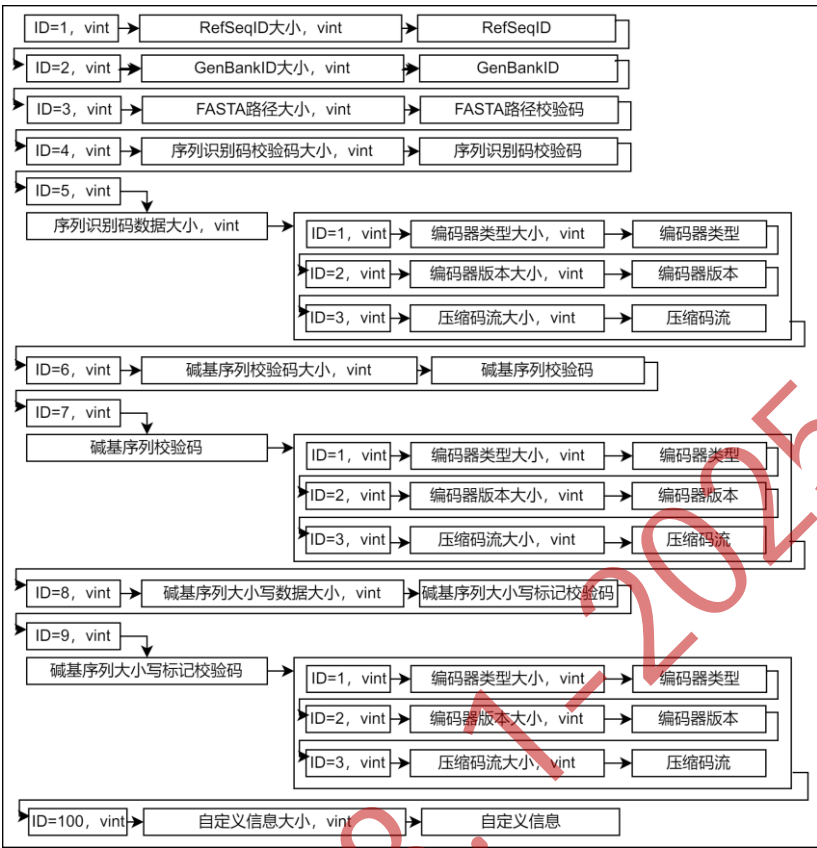 ID=1，vint RefSeqID大小，vint RefSeqID
ID=2，vint GenBankID大小，vint GenBankID
ID=3，vint FASTA路径大小，vint FASTA路径校验码
ID=4，vint 序列识别码校验码大小，vint 序列识别码校验码
ID=5，vint
序列识别码数据大小，vint
ID=1，vint 编码器类型大小，vint 编码器类型
ID=2，vint 编码器版本大小，vint 编码器版本
ID=3，vint 压缩码流大小，vint 压缩码流
ID=6，vint 碱基序列校验码大小，vint 碱基序列校验码
ID=7，vint
碱基序列校验码
ID=1，vint 编码器类型大小，vint 编码器类型
ID=2，vint 编码器版本大小，vint 编码器版本
ID=3，vint 压缩码流大小，vint 压缩码流
ID=8，vint 碱基序列大小写数据大小，vint 碱基序列大小写标记校验码
ID=9，vint
碱基序列大小写标记校验码
ID=1，vint 编码器类型大小，vint 编码器类型
ID=2，vint 编码器版本大小，vint 编码器版本
ID=3，vint 压缩码流大小，vint 压缩码流
ID=100，vint 自定义信息大小，vint 自定义信息
.1-2025